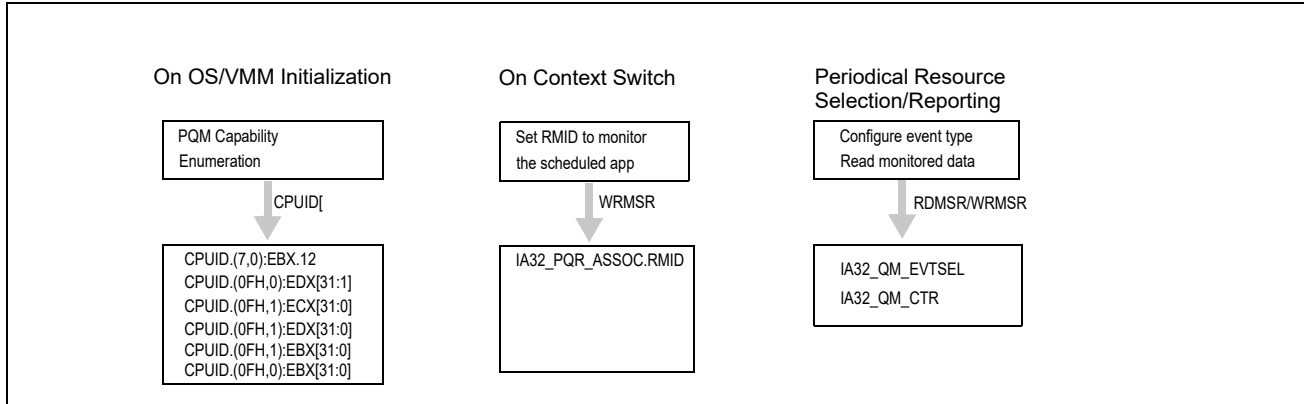 On OS/VMM Initialization
PQM Capability
Enumeration
CPUID[
CPUID.(7,0):EBX.12
CPUID.(0FH,0):EDX[31:1]
CPUID.(0FH,1):ECX[31:0]
CPUID.(0FH,1):EDX[31:0]
CPUID.(0FH,1):EBX[31:0]
CPUID.(0FH,0):EBX[31:0]
On Context Switch
Set RMID to monitor
the scheduled app
WRMSR
IA32_PQR_ASSOC.RMID
Periodical Resource
Selection/Reporting
Configure event type
Read monitored data
RDMSR/WRMSR
IA32_QM_EVTSEL
IA32_QM_CTR